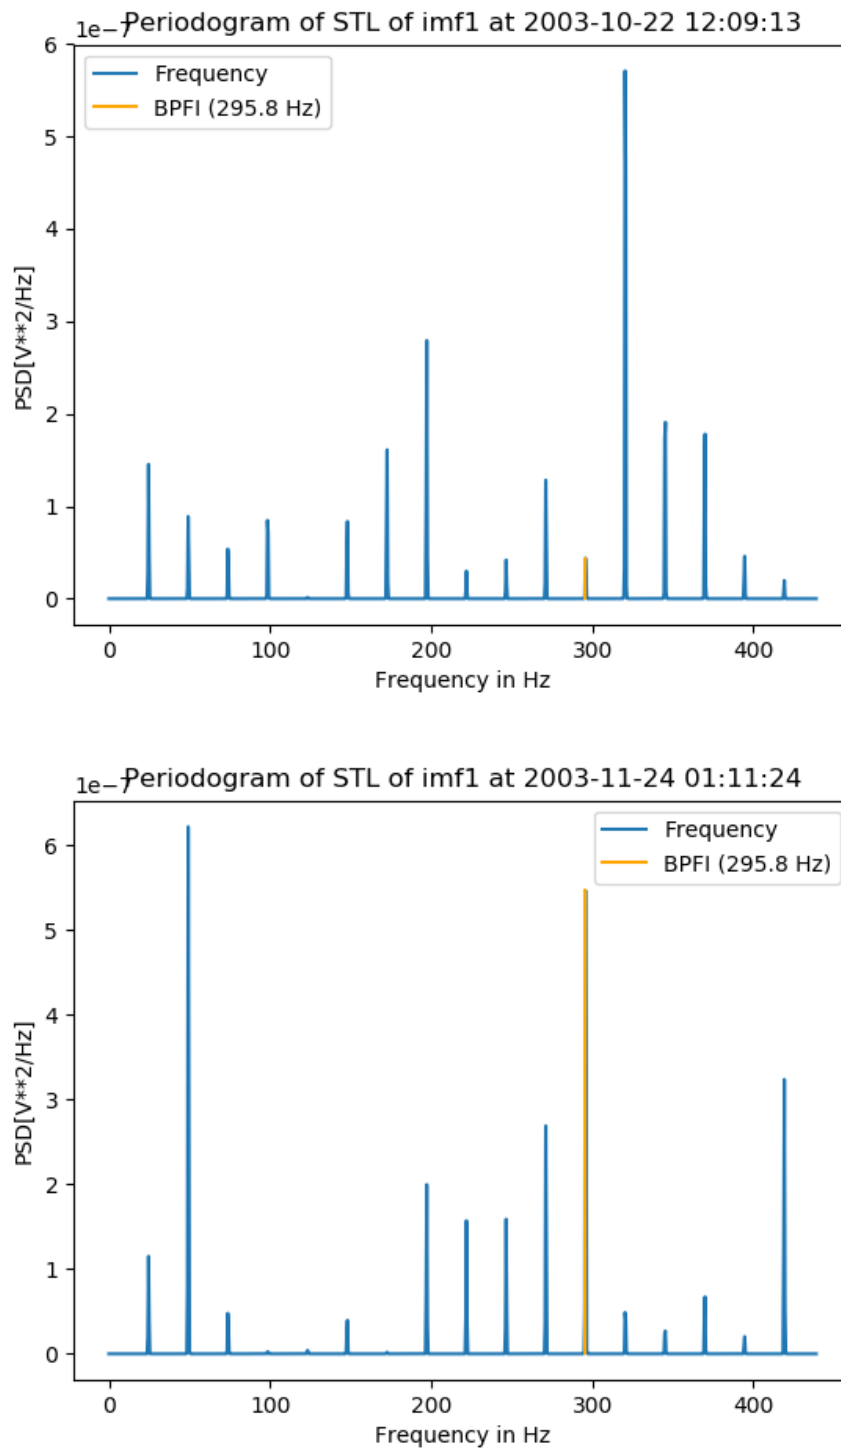 Periodogram of STL of imf1 at 2003-10-22 12:09:13
1e−7
6
5
4
3
2
1
0
PSD[V**2/Hz]
Frequency
BPFI (295.8 Hz)
0 100 200 300 400
Frequency in Hz
Periodogram of STL of imf1 at 2003-11-24 01:11:24
1e−7
6
5
4
3
2
1
0
PSD[V**2/Hz]
Frequency
BPFI (295.8 Hz)
0 100 200 300 400
Frequency in Hz